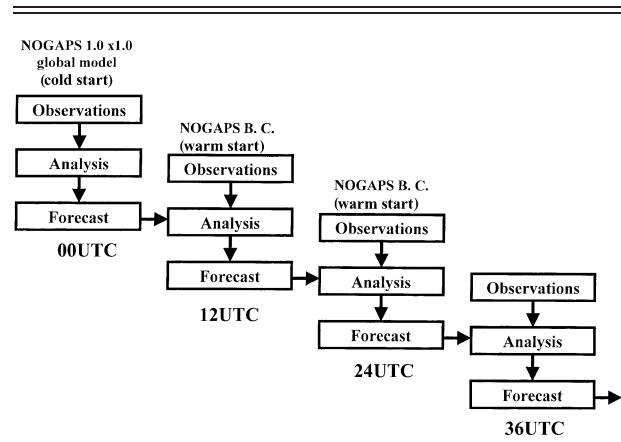 NOGAPS 1.0 x1.0
global model
(cold start)
Observations
Analysis
Forecast
00UTC
NOGAPS B. C.
(warm start)
Observations
Analysis
Forecast
12UTC
NOGAPS B. C.
(warm start)
Observations
Analysis
Forecast
24UTC
Observations
Analysis
Forecast
36UTC